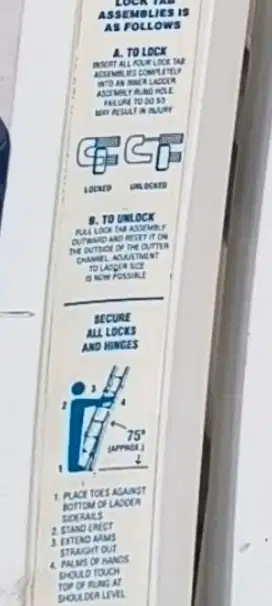 LOCK TAB
ASSEMBLIES IS
AS FOLLOWS
A. TO LOCK
INSERT ALL FOUR LOCK TAB
ASSEMBLIES COMPLETELY
INTO AN INNER LADDER
ASSEMBLY RUNG HOLE.
FAILURE TO DO SO
MAY RESULT IN INJURY
LOCKED UNLOCKED
B. TO UNLOCK
PULL LOCK TAB ASSEMBLY
OUTWARD AND RESET IT ON
THE OUTSIDE OF THE OUTTER
CHANNEL. ADJUSTMENT
TO LADDER SIZE
IS NOW POSSIBLE
SECURE
ALL LOCKS
AND HINGES
3
2
4
75°
(APPROX.)
1
1. PLACE TOES AGAINST
BOTTOM OF LADDER
SIDERAILS
2. STAND ERECT
3. EXTEND ARMS
STRAIGHT OUT
4. PALMS OF HANDS
SHOULD TOUCH
TOP OF RUNG AT
SHOULDER LEVEL